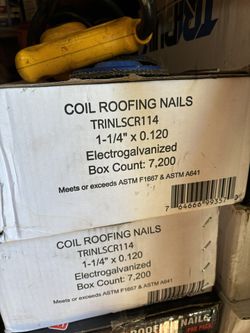 COIL ROOFING NAILS
TRINLSCR114
1-1/4" x 0.120
Electrogalvanized
Box Count: 7,200
Meets or exceeds ASTM F1667 & ASTM A641
COIL ROOFING NAILS
TRINLSCR114
1-1/4" x 0.120
Electrogalvanized
Box Count: 7,200
Meets or exceeds ASTM F1667 & ASTM A641
NAILS